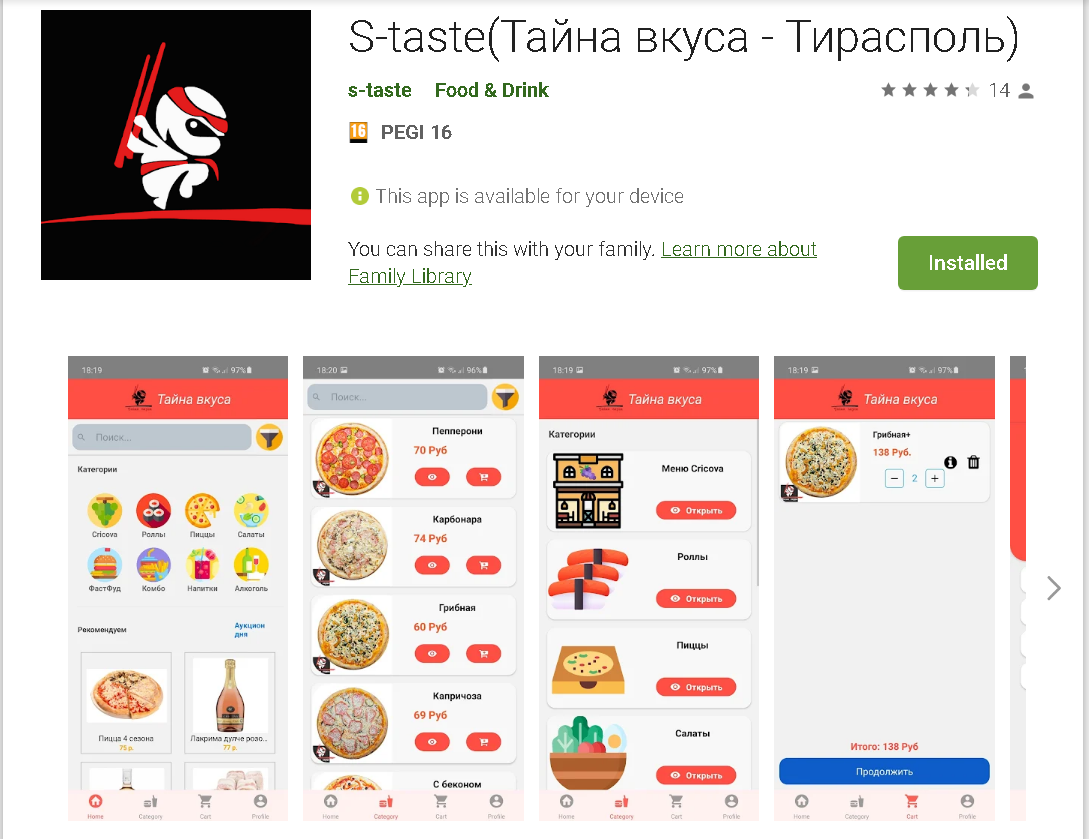 S-taste(Тайна вкуса - Тирасполь)
s-taste Food & Drink
14
16 PEGI 16
This app is available for your device
You can share this with your family. Learn more about
Family Library
Installed
18:19 97%
Тайна вкуса
Поиск...
Категории
Cricova Роллы Пиццы Салаты
ФастФуд Комбо Напитки Алкоголь
Рекомендуем
Аукцион
дня
Пицца 4 сезона
75 р.
Лакрима дулче розо...
77 р.
Home Category Cart Profile
18:20 96%
Поиск...
Пепперони
70 Руб
Карбонара
74 Руб
Грибная
60 Руб
Капричоза
69 Руб
С беконом
Home Category Cart Profile
18:19 97%
Тайна вкуса
Категории
Меню Cricova
Открыть
Роллы
Открыть
Пиццы
Открыть
Салаты
Открыть
Home Category Cart Profile
18:19 97%
Тайна вкуса
Грибная+
138 Руб.
− 2 +
Итого: 138 Руб
Продолжить
Home Category Cart Profile